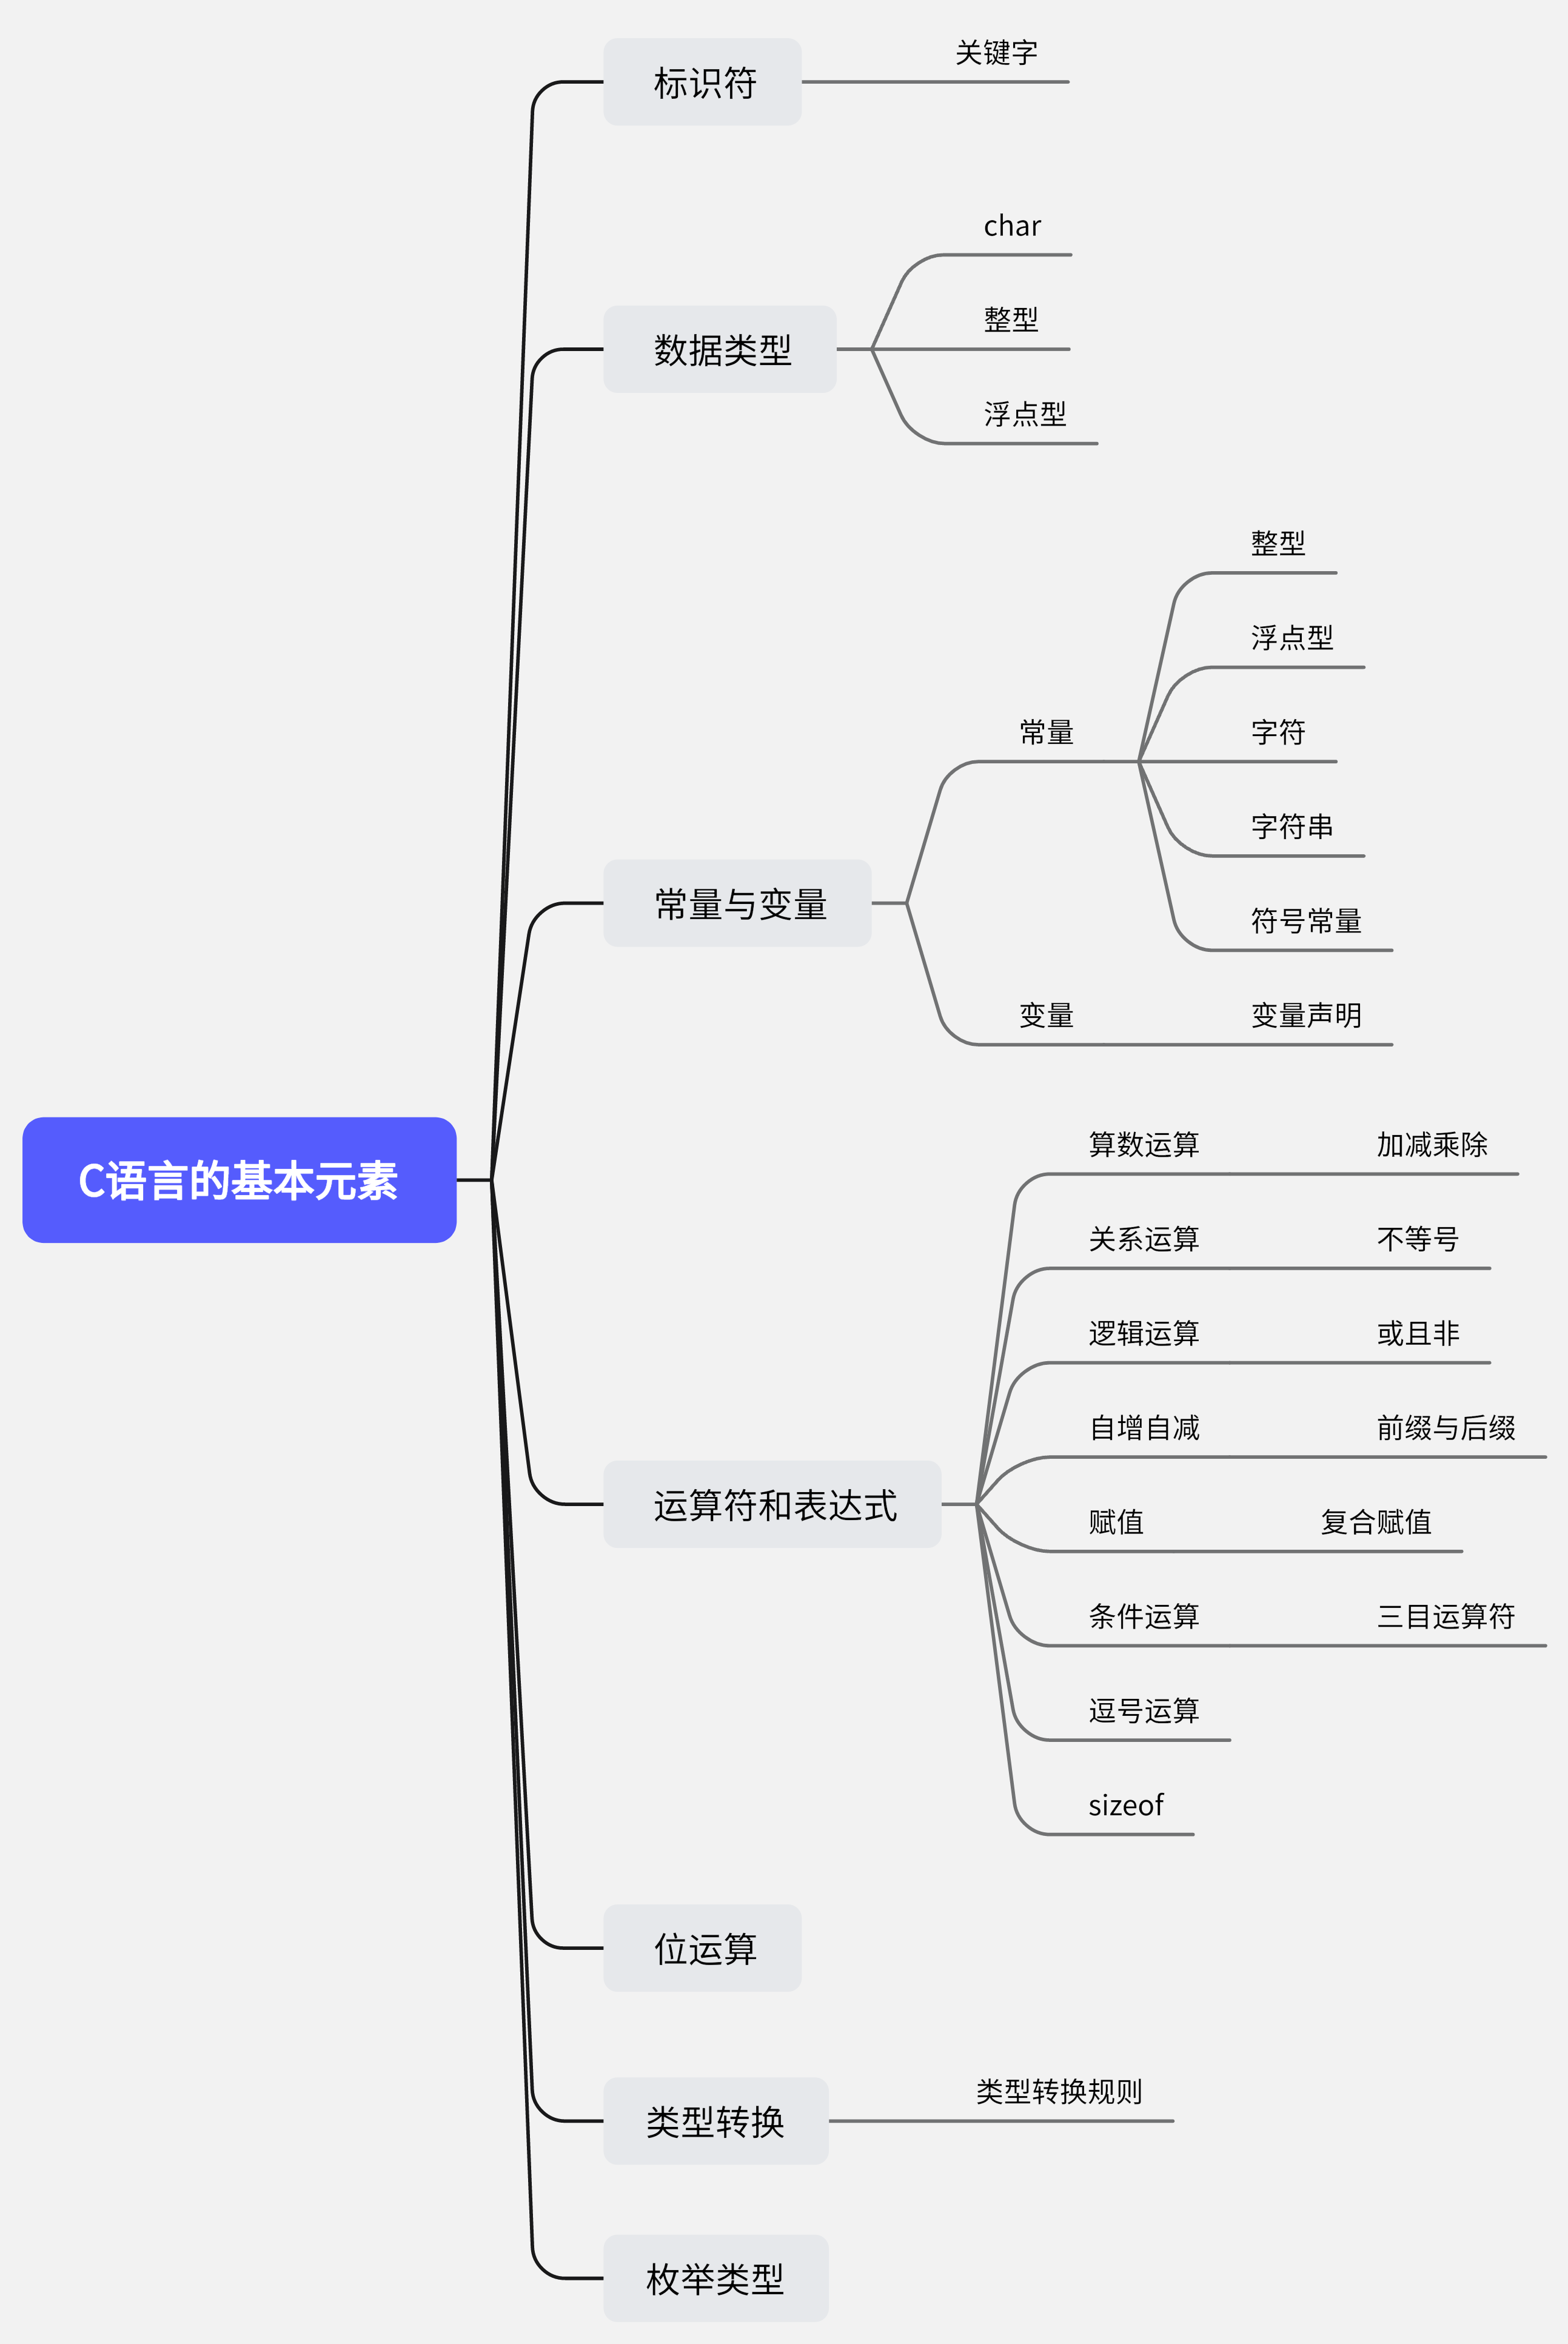 C语言的基本元素
标识符
关键字
数据类型
char
整型
浮点型
常量与变量
常量
整型
浮点型
字符
字符串
符号常量
变量
变量声明
运算符和表达式
算数运算
加减乘除
关系运算
不等号
逻辑运算
或且非
自增自减
前缀与后缀
赋值
复合赋值
条件运算
三目运算符
逗号运算
sizeof
位运算
类型转换
类型转换规则
枚举类型